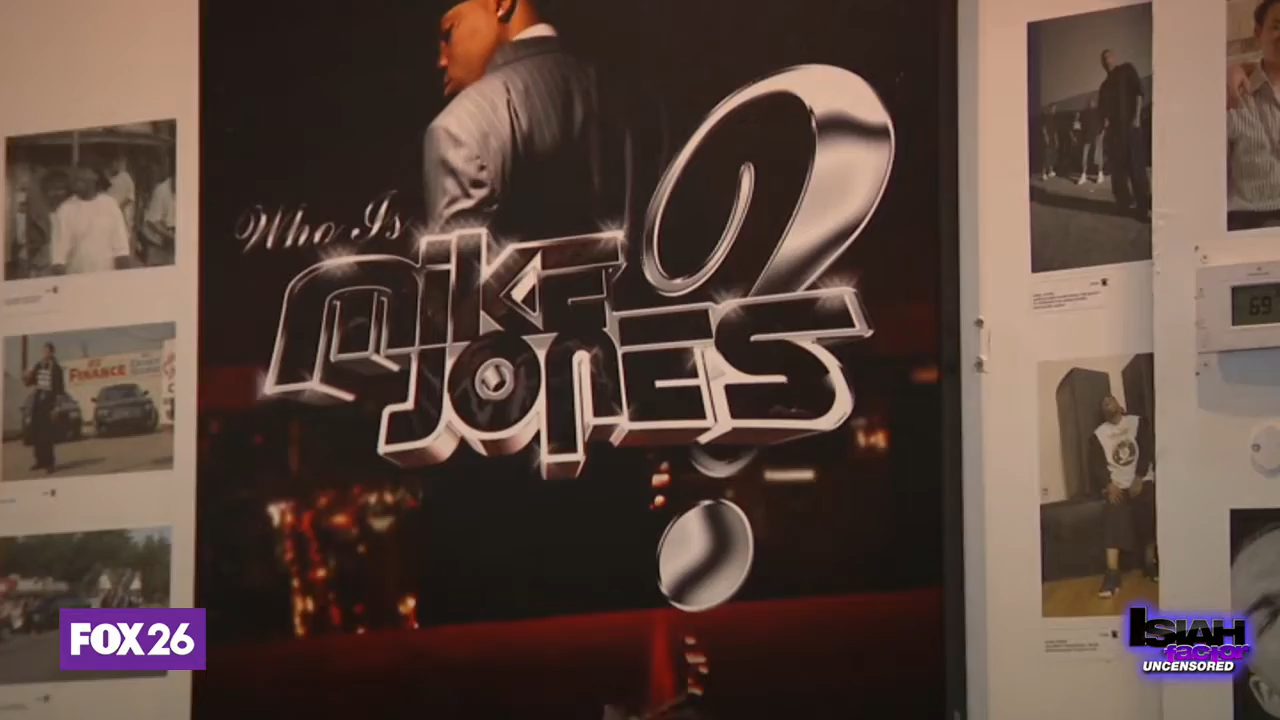 Who Is
MIKE
JONES
?
FINANCE
69
FOX 26
ISIAH
factor
UNCENSORED